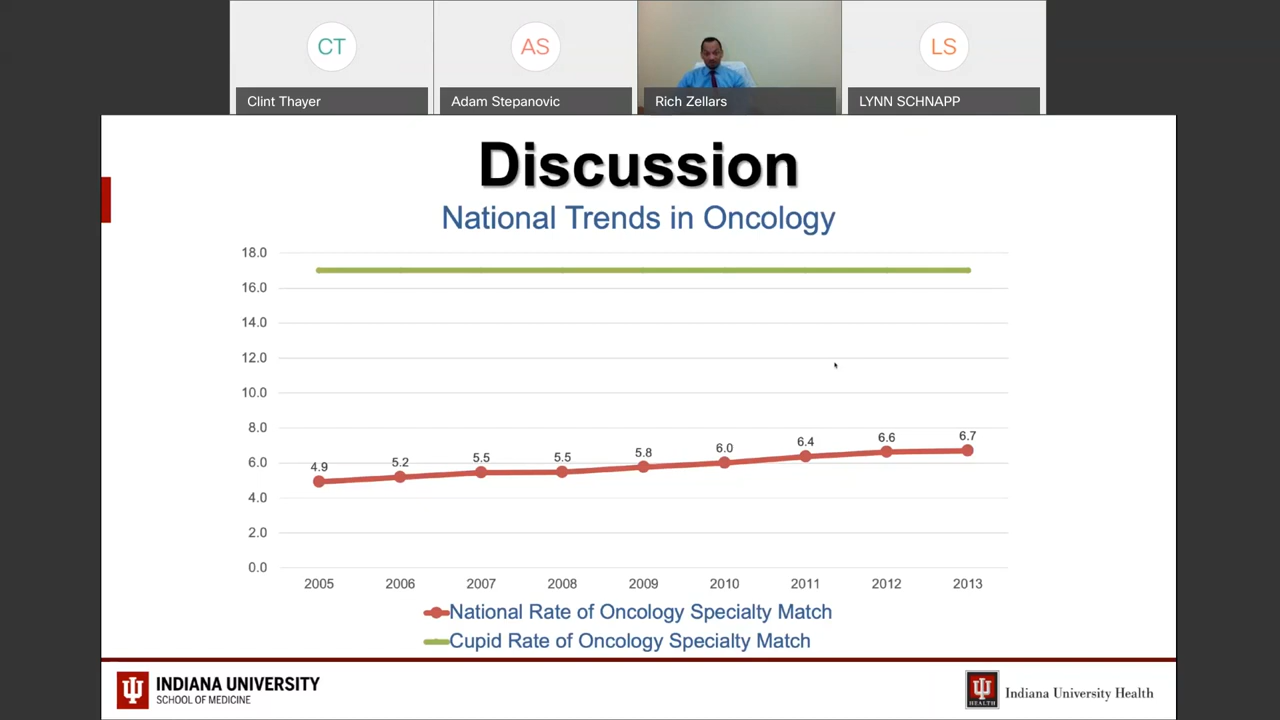 CT
AS
LS
Clint Thayer
Adam Stepanovic
Rich Zellars
LYNN SCHNAPP
Discussion
National Trends in Oncology
18.0
16.0
14.0
12.0
10.0
8.0
6.0
4.0
2.0
0.0
4.9
5.2
5.5
5.5
5.8
6.0
6.4
6.6
6.7
2005
2006
2007
2008
2009
2010
2011
2012
2013
National Rate of Oncology Specialty Match
Cupid Rate of Oncology Specialty Match
INDIANA UNIVERSITY
SCHOOL OF MEDICINE
HEALTH
Indiana University Health